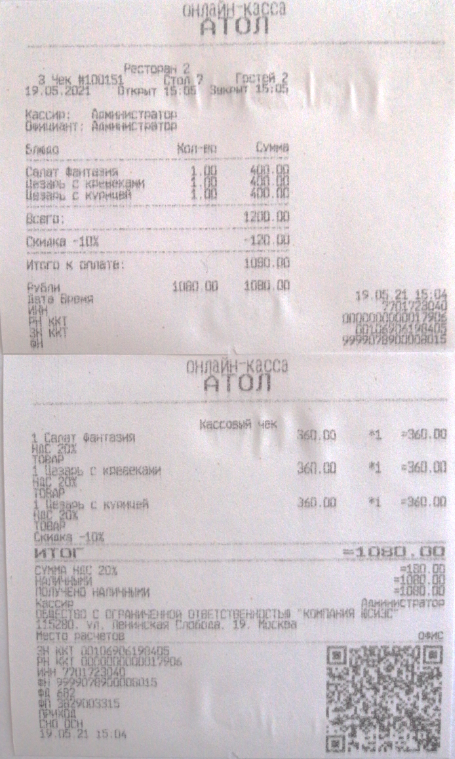 ОНЛАЙН-КАССА
АТОЛ
Ресторан 2
3 Чек #100151 Стол 7 Гостей 2
19.05.2021 Открыт 15:05 Закрыт 15:05
Кассир: Администратор
Официант: Администратор
Блюдо Кол-во Сумма
Салат Фантазия 1.00 400.00
Цезарь с креветками 1.00 400.00
Цезарь с курицей 1.00 400.00
Всего: 1200.00
Скидка -10% -120.00
Итого к оплате: 1080.00
Рубли 1080.00 1080.00
Дата Время 19.05.21 15:04
ИНН 7701723040
РН ККТ 0000000000017906
ЗН ККТ 00106906198405
ФН 9999078900008015
ОНЛАЙН-КАССА
АТОЛ
Кассовый чек
1 Салат Фантазия 360.00 *1 =360.00
НДС 20%
ТОВАР
1 Цезарь с креветками 360.00 *1 =360.00
НДС 20%
ТОВАР
1 Цезарь с курицей 360.00 *1 =360.00
НДС 20%
ТОВАР
Скидка -10%
ИТОГ =1080.00
СУММА НДС 20% =180.00
НАЛИЧНЫМИ =1080.00
ПОЛУЧЕНО НАЛИЧНЫМИ =1080.00
Кассир Администратор
ОБЩЕСТВО С ОГРАНИЧЕННОЙ ОТВЕТСТВЕННОСТЬЮ "КОМПАНИЯ
115280, ул. Ленинская Слобода, 19, Москва
Место расчетов ОФИС
ЗН ККТ 00106906198405
РН ККТ 0000000000017906
ИНН 7701723040
ФН 9999078900008015
ФД 682
ФП 3829003315
ПРИХОД
СНО ОСН
19.05.21 15:04